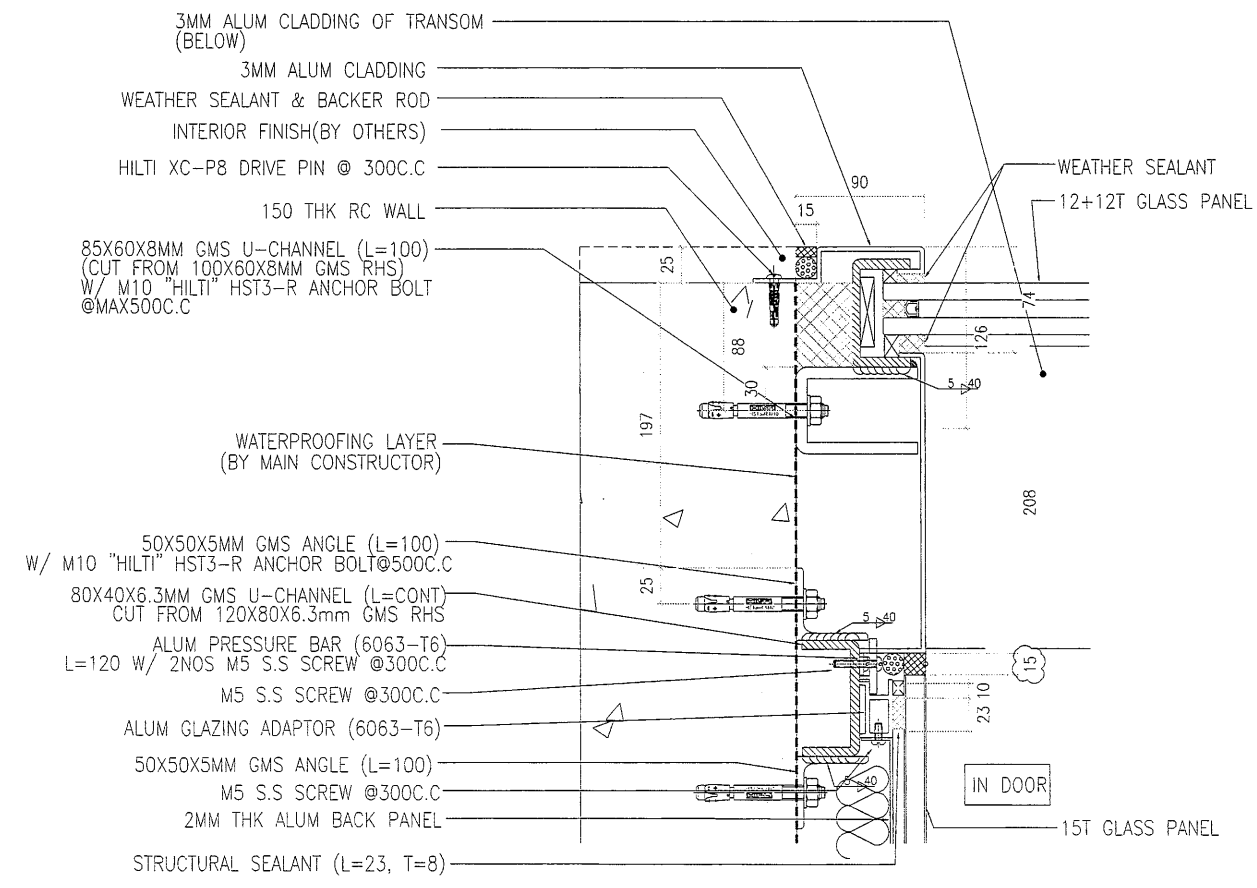 3MM ALUM CLADDING OF TRANSOM
(BELOW)
3MM ALUM CLADDING
WEATHER SEALANT & BACKER ROD
INTERIOR FINISH(BY OTHERS)
HILTI XC-P8 DRIVE PIN @ 300C.C
150 THK RC WALL
85X60X8MM GMS U-CHANNEL (L=100)
(CUT FROM 100X60X8MM GMS RHS)
W/ M10 "HILTI" HST3-R ANCHOR BOLT
@MAX500C.C
WATERPROOFING LAYER
(BY MAIN CONSTRUCTOR)
50X50X5MM GMS ANGLE (L=100)
W/ M10 "HILTI" HST3-R ANCHOR BOLT@500C.C
80X40X6.3MM GMS U-CHANNEL (L=CONT)
CUT FROM 120X80X6.3mm GMS RHS
ALUM PRESSURE BAR (6063-T6)
L=120 W/ 2NOS M5 S.S SCREW @300C.C
M5 S.S SCREW @300C.C
ALUM GLAZING ADAPTOR (6063-T6)
50X50X5MM GMS ANGLE (L=100)
M5 S.S SCREW @300C.C
2MM THK ALUM BACK PANEL
STRUCTURAL SEALANT (L=23, T=8)
90
15
25
88
30
197
25
74
126
5 40
208
5 40
15
10
23
5 40
WEATHER SEALANT
12+12T GLASS PANEL
IN DOOR
15T GLASS PANEL